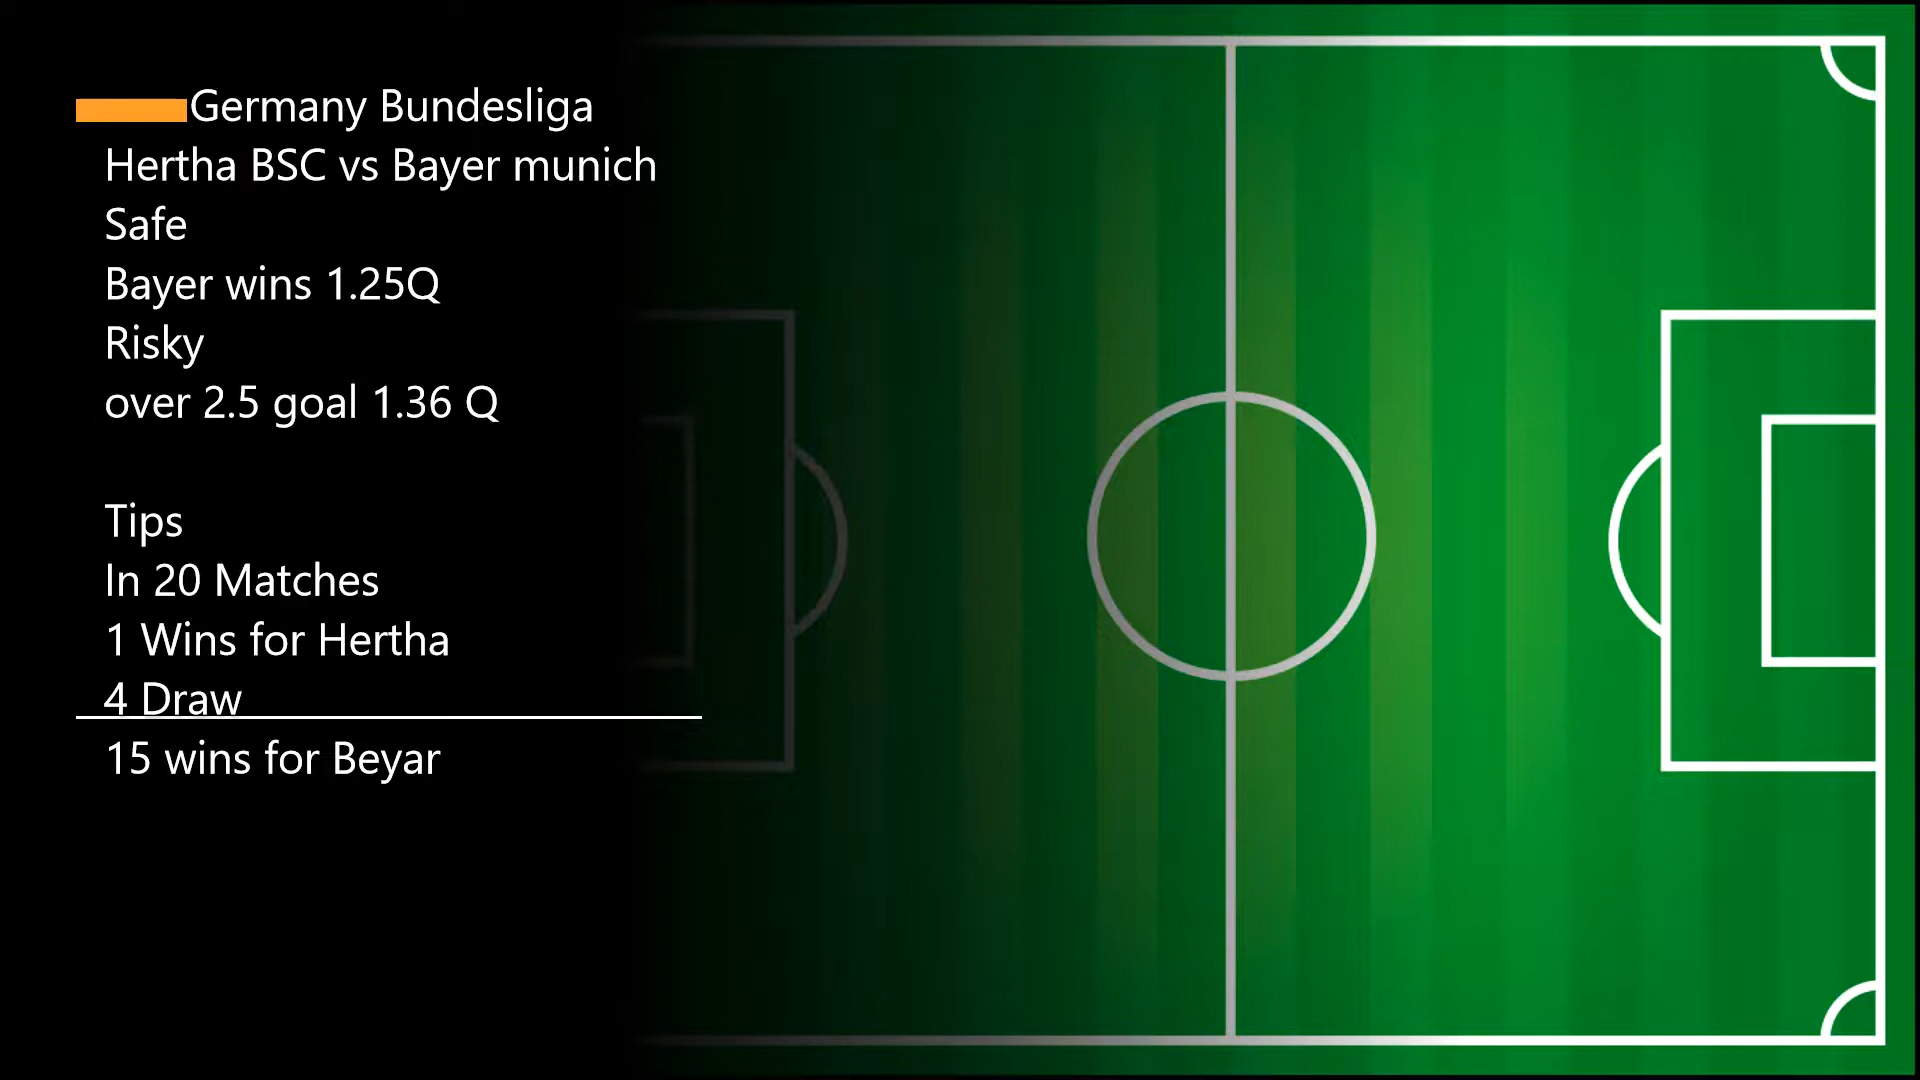 Germany Bundesliga
Hertha BSC vs Bayer munich
Safe
Bayer wins 1.25Q
Risky
over 2.5 goal 1.36 Q
Tips
In 20 Matches
1 Wins for Hertha
4 Draw
15 wins for Beyar